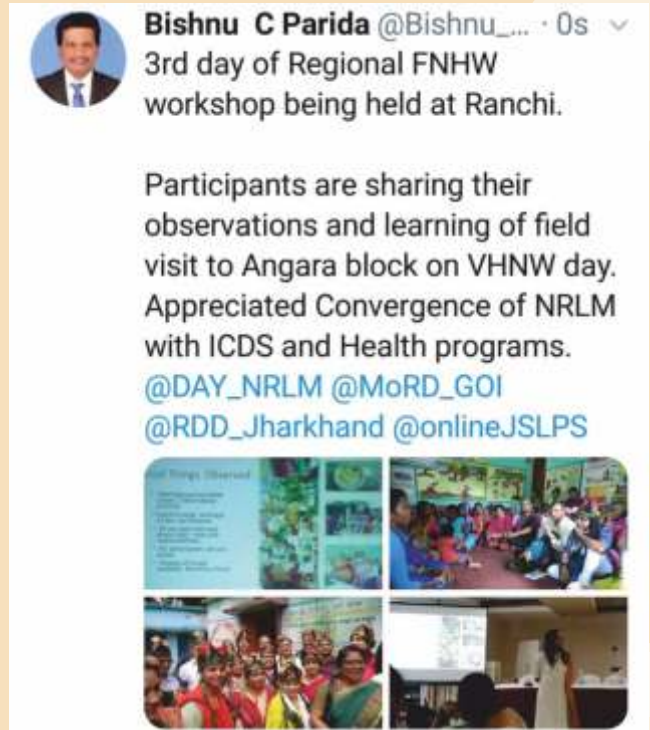 Bishnu C Parida @Bishnu_... · 0s
3rd day of Regional FNHW
workshop being held at Ranchi.
Participants are sharing their
observations and learning of field
visit to Angara block on VHNW day.
Appreciated Convergence of NRLM
with ICDS and Health programs.
@DAY_NRLM @MoRD_GOI
@RDD_Jharkhand @onlineJSLPS
Things Observed